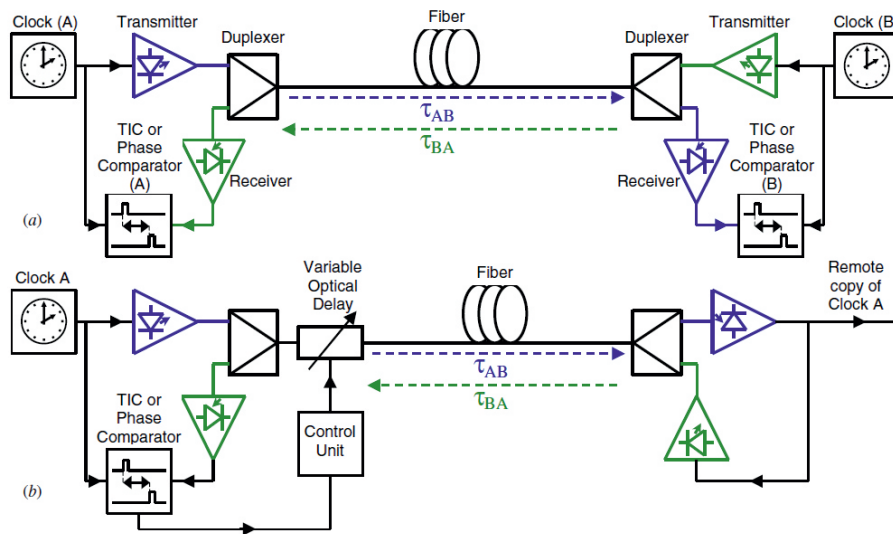 Clock (A)
Transmitter
Duplexer
Fiber
Duplexer
Transmitter
Clock (B)
τAB
τBA
TIC or
Phase
Comparator
(A)
Receiver
Receiver
TIC or
Phase
Comparator
(B)
(a)
Clock A
Variable
Optical
Delay
Fiber
Remote
copy of
Clock A
τAB
τBA
TIC or
Phase
Comparator
Control
Unit
(b)